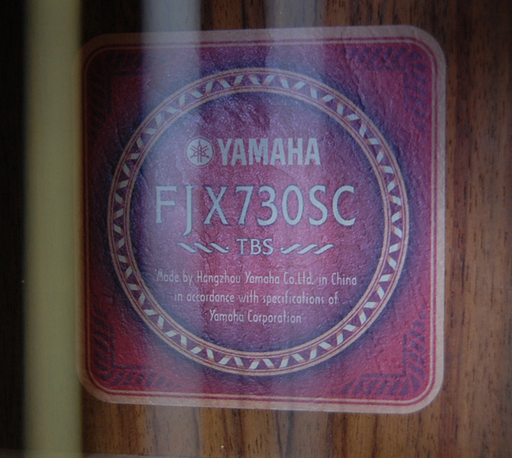 YAMAHA
FJX730SC
TBS
Made by Hangzhou Yamaha Co.Ltd. in China
in accordance with specifications of
Yamaha Corporation